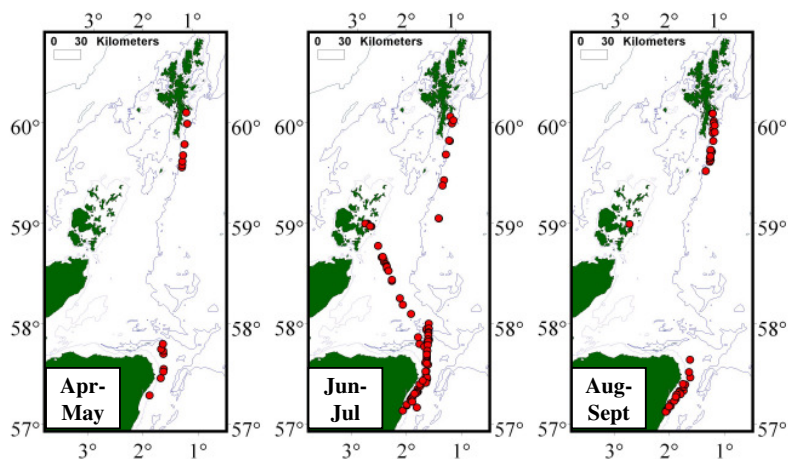 3° 2° 1° 3° 2° 1° 3° 2° 1°
0 30 Kilometers 0 30 Kilometers 0 30 Kilometers
60° 60° 60° 60°
59° 59° 59° 59°
58° 58° 58° 58°
Apr-
May
Jun-
Jul
Aug-
Sept
57° 57° 57° 57°
3° 2° 1° 3° 2° 1° 3° 2° 1°